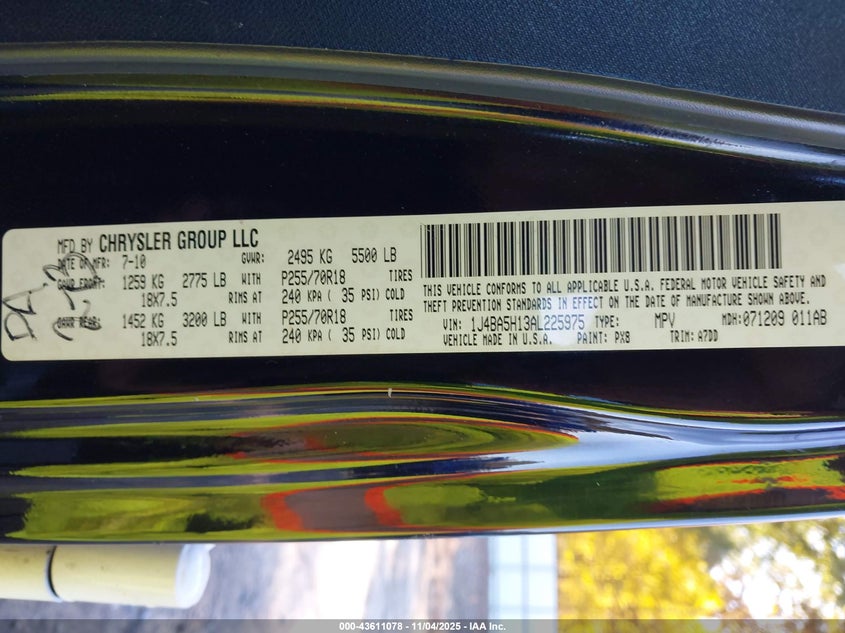 MFD BY CHRYSLER GROUP LLC
DATE OF MFR: 7-10 GVWR: 2495 KG 5500 LB
GAWR FRONT: 1259 KG 2775 LB WITH P255/70R18 TIRES
18X7.5 RIMS AT 240 KPA ( 35 PSI) COLD
GAWR REAR: 1452 KG 3200 LB WITH P255/70R18 TIRES
18X7.5 RIMS AT 240 KPA ( 35 PSI) COLD
THIS VEHICLE CONFORMS TO ALL APPLICABLE U.S.A. FEDERAL MOTOR VEHICLE SAFETY AND
THEFT PREVENTION STANDARDS IN EFFECT ON THE DATE OF MANUFACTURE SHOWN ABOVE.
VIN: 1J4BA5H13AL225975 TYPE: MPV MDH: 071209 011AB
VEHICLE MADE IN U.S.A. PAINT: PX8 TRIM: A7DD
000-43611078 - 11/04/2025 - IAA Inc.